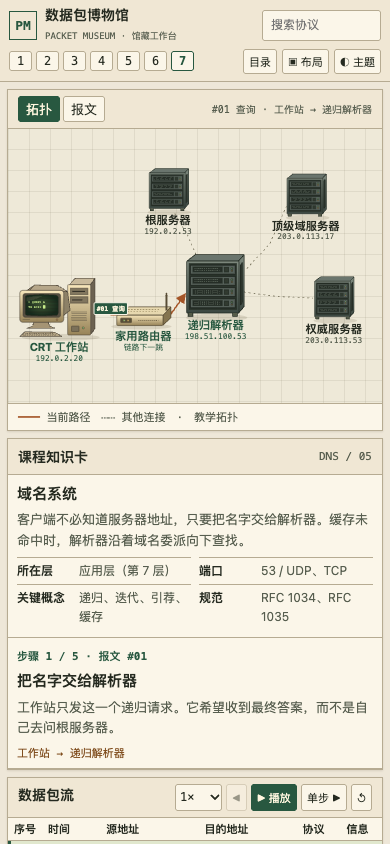 PM
数据包博物馆
PACKET MUSEUM · 馆藏工作台
搜索协议
1 2 3 4 5 6 7
目录 ▣ 布局 ◐ 主题
拓扑 报文
#01 查询 · 工作站 → 递归解析器
根服务器
192.0.2.53
顶级域服务器
203.0.113.17
#01 查询
递归解析器
198.51.100.53
权威服务器
203.0.113.53
家用路由器
链路下一跳
CRT 工作站
192.0.2.20
当前路径 其他连接 · 教学拓扑
课程知识卡
DNS / 05
域名系统
客户端不必知道服务器地址，只要把名字交给解析器。缓存未
命中时，解析器沿着域名委派向下查找。
所在层 应用层（第 7 层）
端口 53 / UDP、TCP
关键概念 递归、迭代、引荐、
缓存
规范 RFC 1034、RFC
1035
步骤 1 / 5 · 报文 #01
把名字交给解析器
工作站只发这一个递归请求。它希望收到最终答案，而不是自
己去问根服务器。
工作站 → 递归解析器
数据包流
1× ◀ ▶ 播放 单步 ▶ ↺
序号 时间 源地址 目的地址 协议 信息